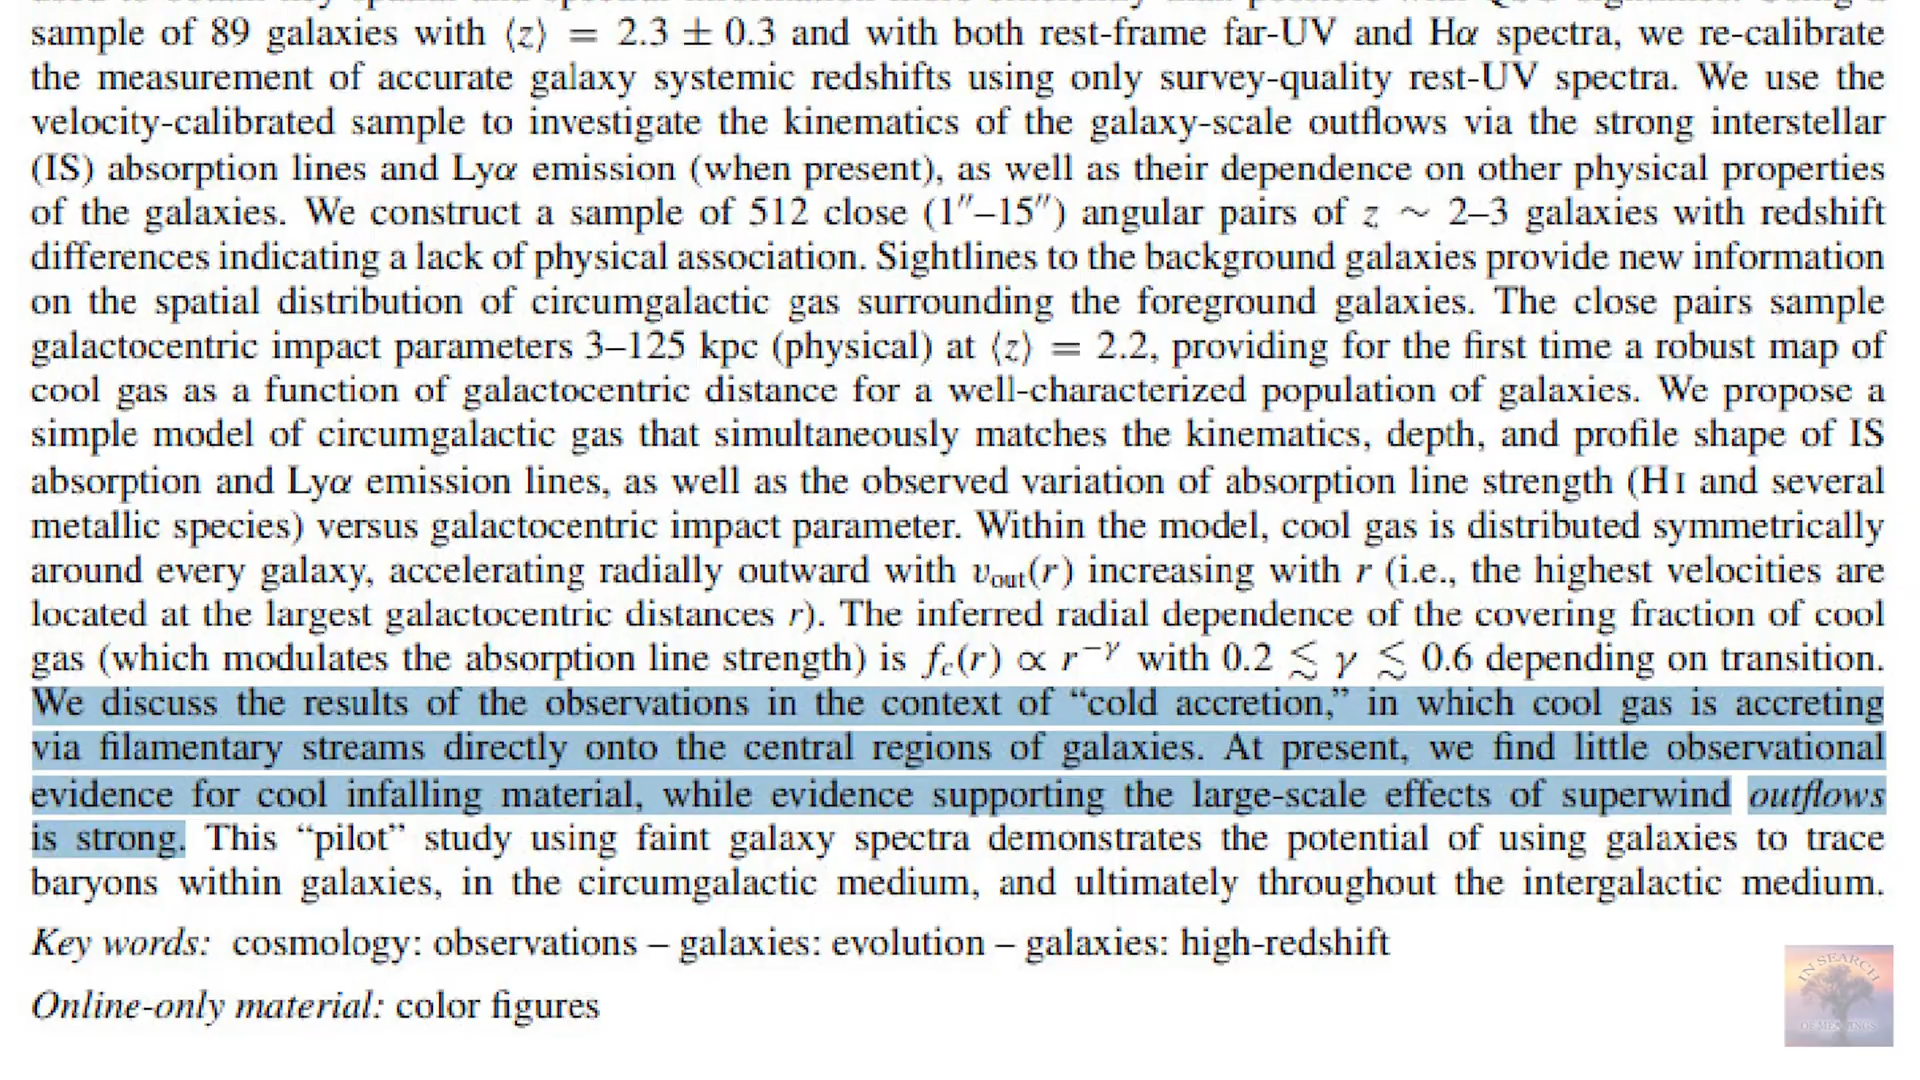 sample of 89 galaxies with ⟨z⟩ = 2.3 ± 0.3 and with both rest-frame far-UV and Hα spectra, we re-calibrate
the measurement of accurate galaxy systemic redshifts using only survey-quality rest-UV spectra. We use the
velocity-calibrated sample to investigate the kinematics of the galaxy-scale outflows via the strong interstellar
(IS) absorption lines and Lyα emission (when present), as well as their dependence on other physical properties
of the galaxies. We construct a sample of 512 close (1″–15″) angular pairs of z ∼ 2–3 galaxies with redshift
differences indicating a lack of physical association. Sightlines to the background galaxies provide new information
on the spatial distribution of circumgalactic gas surrounding the foreground galaxies. The close pairs sample
galactocentric impact parameters 3–125 kpc (physical) at ⟨z⟩ = 2.2, providing for the first time a robust map of
cool gas as a function of galactocentric distance for a well-characterized population of galaxies. We propose a
simple model of circumgalactic gas that simultaneously matches the kinematics, depth, and profile shape of IS
absorption and Lyα emission lines, as well as the observed variation of absorption line strength (H I and several
metallic species) versus galactocentric impact parameter. Within the model, cool gas is distributed symmetrically
around every galaxy, accelerating radially outward with v_out(r) increasing with r (i.e., the highest velocities are
located at the largest galactocentric distances r). The inferred radial dependence of the covering fraction of cool
gas (which modulates the absorption line strength) is f_c(r) ∝ r^−γ with 0.2 ≲ γ ≲ 0.6 depending on transition.
We discuss the results of the observations in the context of “cold accretion,” in which cool gas is accreting
via filamentary streams directly onto the central regions of galaxies. At present, we find little observational
evidence for cool infalling material, while evidence supporting the large-scale effects of superwind outflows
is strong. This “pilot” study using faint galaxy spectra demonstrates the potential of using galaxies to trace
baryons within galaxies, in the circumgalactic medium, and ultimately throughout the intergalactic medium.
Key words: cosmology: observations – galaxies: evolution – galaxies: high-redshift
Online-only material: color figures
IN SEARCH
OF MEANINGS